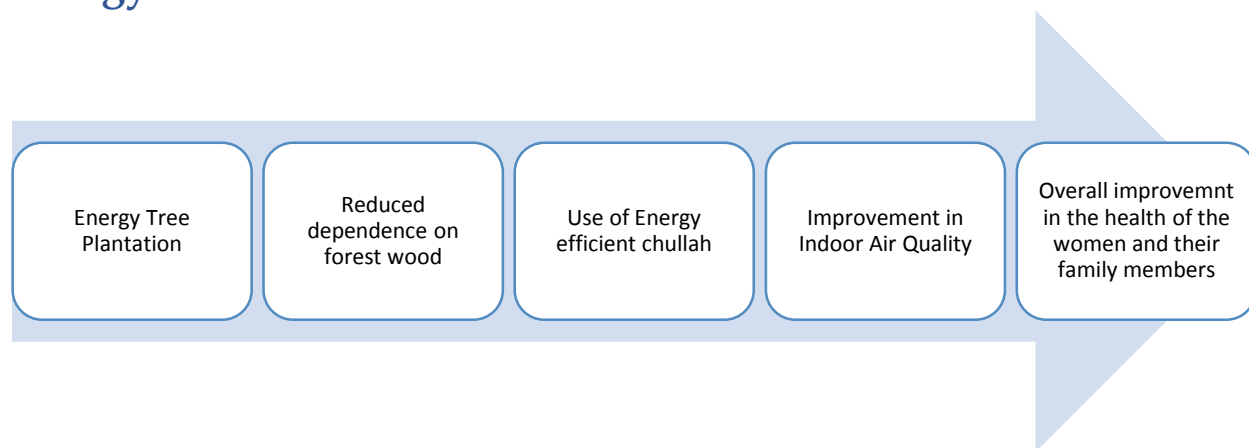 Energy Tree
Plantation
Reduced
dependence on
forest wood
Use of Energy
efficient chullah
Improvement in
Indoor Air Quality
Overall improvemnt
in the health of the
women and their
family members